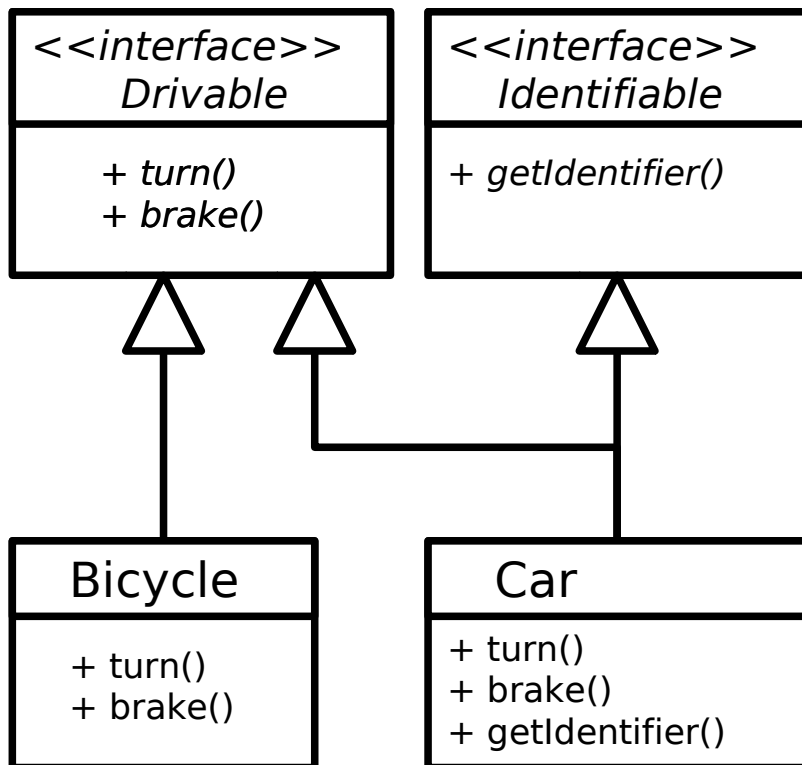 <<interface>>
Drivable
+ turn()
+ brake()
<<interface>>
Identifiable
+ getIdentifier()
Bicycle
+ turn()
+ brake()
Car
+ turn()
+ brake()
+ getIdentifier()